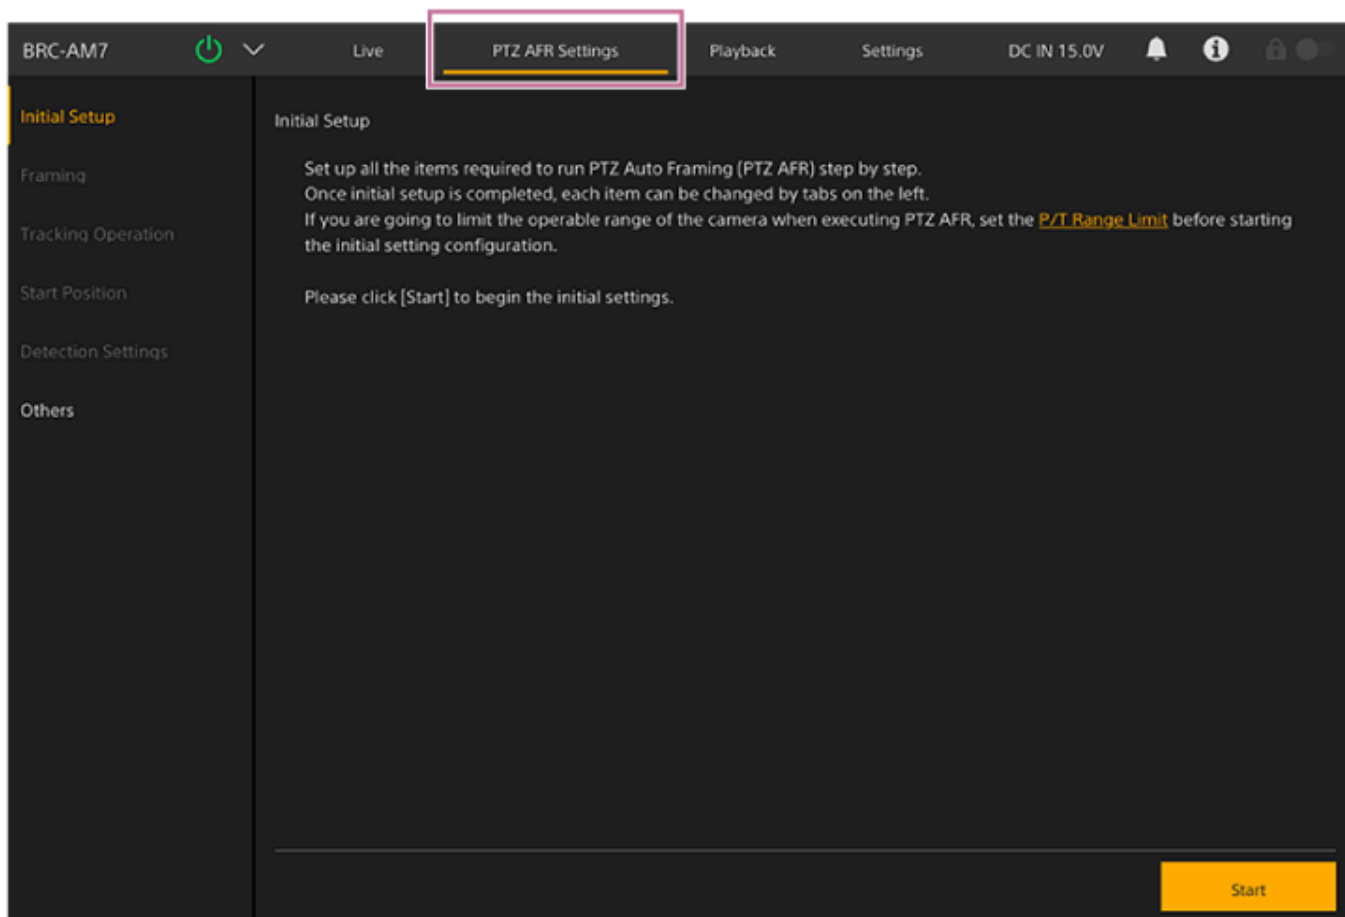 BRC-AM7 Live PTZ AFR Settings Playback Settings DC IN 15.0V
Initial Setup
Framing
Tracking Operation
Start Position
Detection Settings
Others
Initial Setup
Set up all the items required to run PTZ Auto Framing (PTZ AFR) step by step.
Once initial setup is completed, each item can be changed by tabs on the left.
If you are going to limit the operable range of the camera when executing PTZ AFR, set the P/T Range Limit before starting
the initial setting configuration.
Please click [Start] to begin the initial settings.
Start